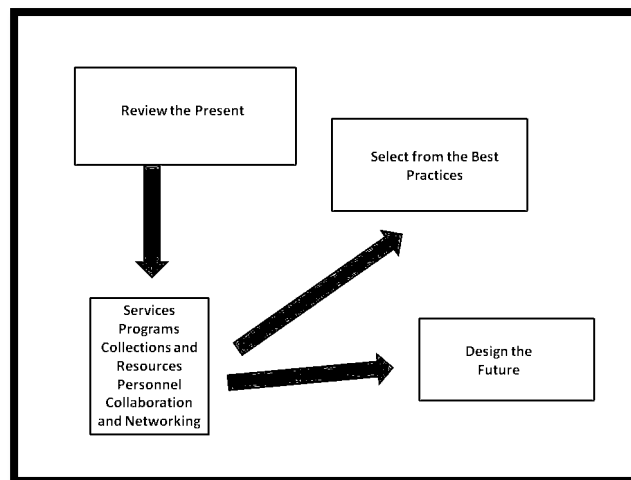 Review the Present
Select from the Best
Practices
Services
Programs
Collections and
Resources
Personnel
Collaboration
and Networking
Design the
Future